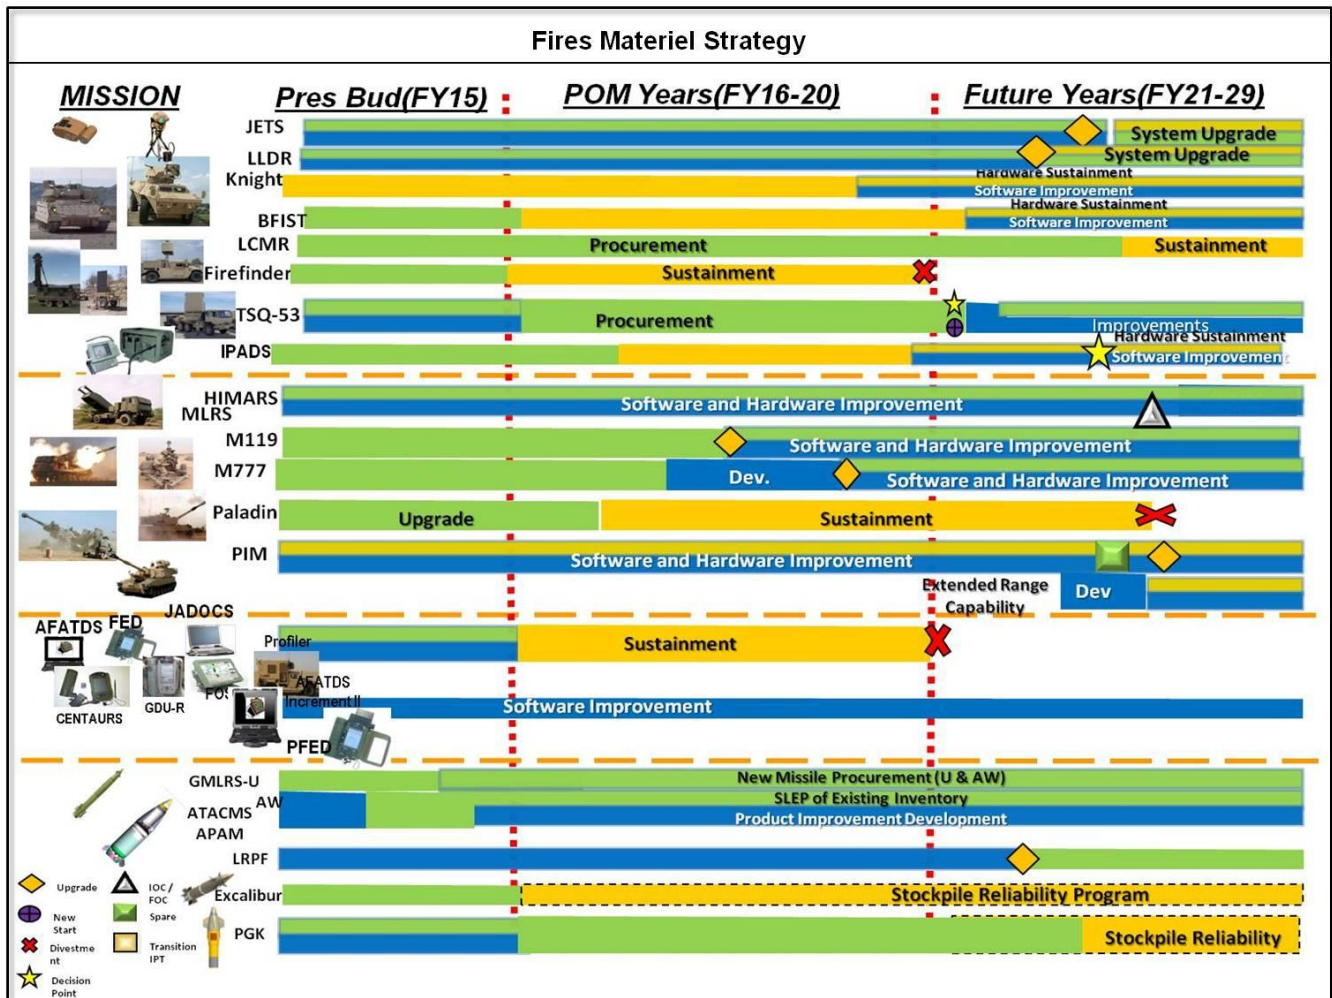 Fires Materiel Strategy
MISSION
Pres Bud(FY15)
POM Years(FY16-20)
Future Years(FY21-29)
JETS
System Upgrade
LLDR
System Upgrade
Knight
Hardware Sustainment
Software Improvement
BFIST
Hardware Sustainment
Software Improvement
LCMR
Procurement
Sustainment
Firefinder
Sustainment
TSQ-53
Procurement
Improvements
IPADS
Hardware Sustainment
Software Improvement
HIMARS
MLRS
Software and Hardware Improvement
M119
Software and Hardware Improvement
M777
Dev.
Software and Hardware Improvement
Paladin
Upgrade
Sustainment
PIM
Software and Hardware Improvement
Extended Range
Capability
Dev
JADOCS
AFATDS
FED
Profiler
Sustainment
CENTAURS
GDU-R
AFATDS
Increment II
Software Improvement
PFED
GMLRS-U
New Missile Procurement (U & AW)
AW
ATACMS
APAM
SLEP of Existing Inventory
Product Improvement Development
LRPF
Excalibur
Stockpile Reliability Program
PGK
Stockpile Reliability
Upgrade
IOC /
FOC
New
Start
Spare
Divestme
nt
Transition
IPT
Decision
Point